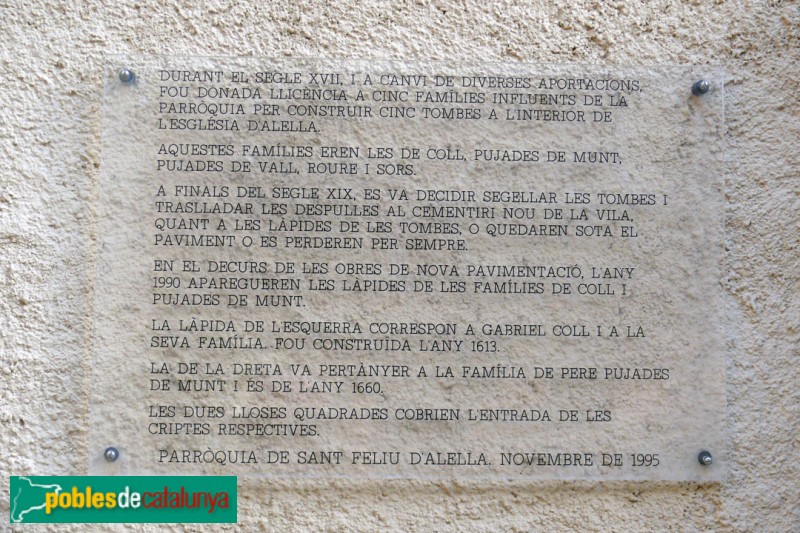 DURANT EL SEGLE XVII, I A CANVI DE DIVERSES APORTACIONS,
FOU DONADA LLICÈNCIA A CINC FAMÍLIES INFLUENTS DE LA
PARRÒQUIA PER CONSTRUIR CINC TOMBES A L'INTERIOR DE
L'ESGLÉSIA D'ALELLA.
AQUESTES FAMÍLIES EREN LES DE COLL, PUJADES DE MUNT,
PUJADES DE VALL, ROURE I SORS.
A FINALS DEL SEGLE XIX, ES VA DECIDIR SEGELLAR LES TOMBES I
TRASLLADAR LES DESPULLES AL CEMENTIRI NOU DE LA VILA,
QUANT A LES LÀPIDES DE LES TOMBES, O QUEDAREN SOTA EL
PAVIMENT O ES PERDEREN PER SEMPRE.
EN EL DECURS DE LES OBRES DE NOVA PAVIMENTACIÓ, L'ANY
1990 APAREGUEREN LES LÀPIDES DE LES FAMÍLIES DE COLL I
PUJADES DE MUNT.
LA LÀPIDA DE L'ESQUERRA CORRESPON A GABRIEL COLL I A LA
SEVA FAMÍLIA. FOU CONSTRUÏDA L'ANY 1613.
LA DE LA DRETA VA PERTÀNYER A LA FAMÍLIA DE PERE PUJADES
DE MUNT I ÉS DE L'ANY 1660.
LES DUES LLOSES QUADRADES COBRIEN L'ENTRADA DE LES
CRIPTES RESPECTIVES.
PARRÒQUIA DE SANT FELIU D'ALELLA. NOVEMBRE DE 1995
poblesdecatalunya